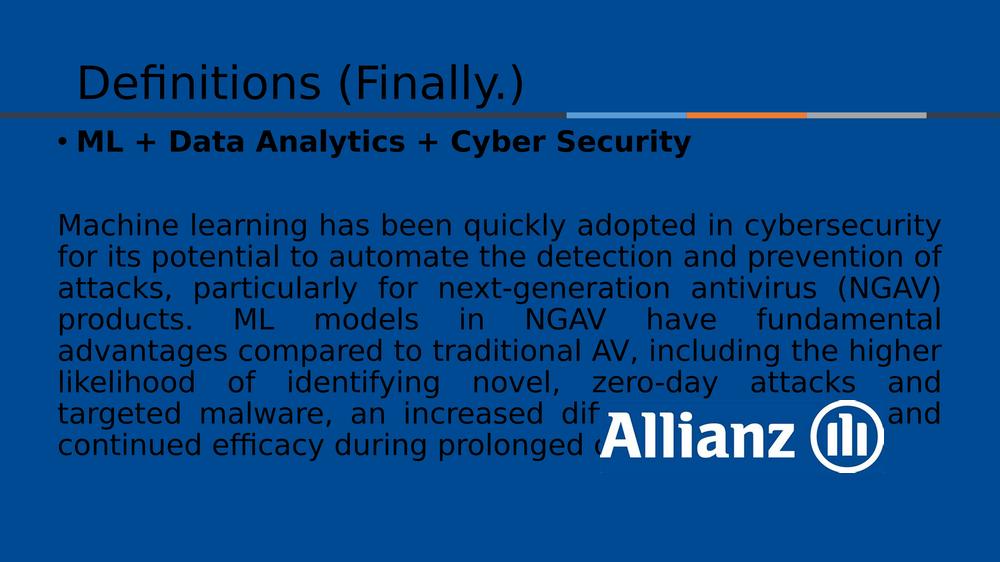 Definitions (Finally.)
• ML + Data Analytics + Cyber Security
Machine learning has been quickly adopted in cybersecurity
for its potential to automate the detection and prevention of
attacks, particularly for next-generation antivirus (NGAV)
products. ML models in NGAV have fundamental
advantages compared to traditional AV, including the higher
likelihood of identifying novel, zero-day attacks and
targeted malware, an increased and
continued efficacy during prolonged
Allianz